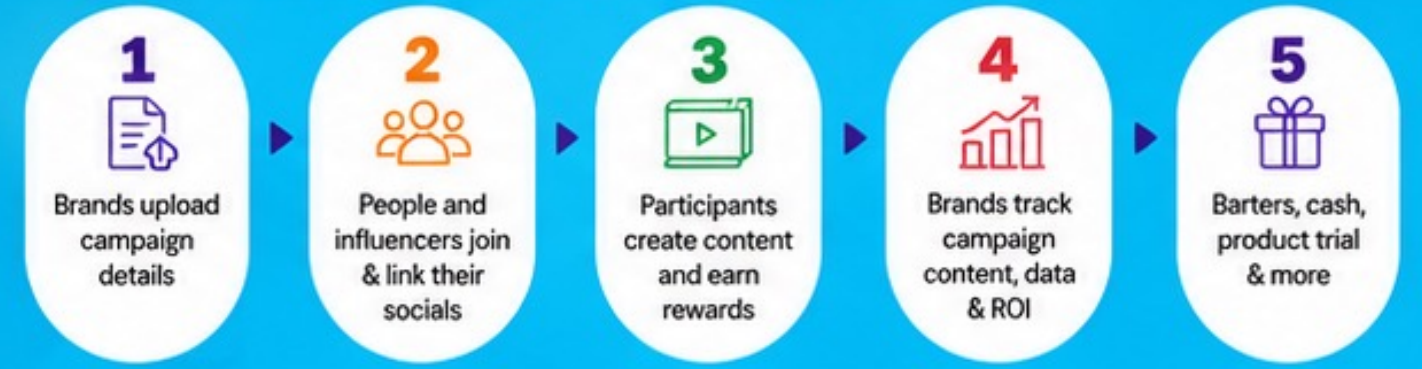 1
Brands upload
campaign
details
2
People and
influencers join
& link their
socials
3
Participants
create content
and earn
rewards
4
Brands track
campaign
content, data
& ROI
5
Barters, cash,
product trial
& more